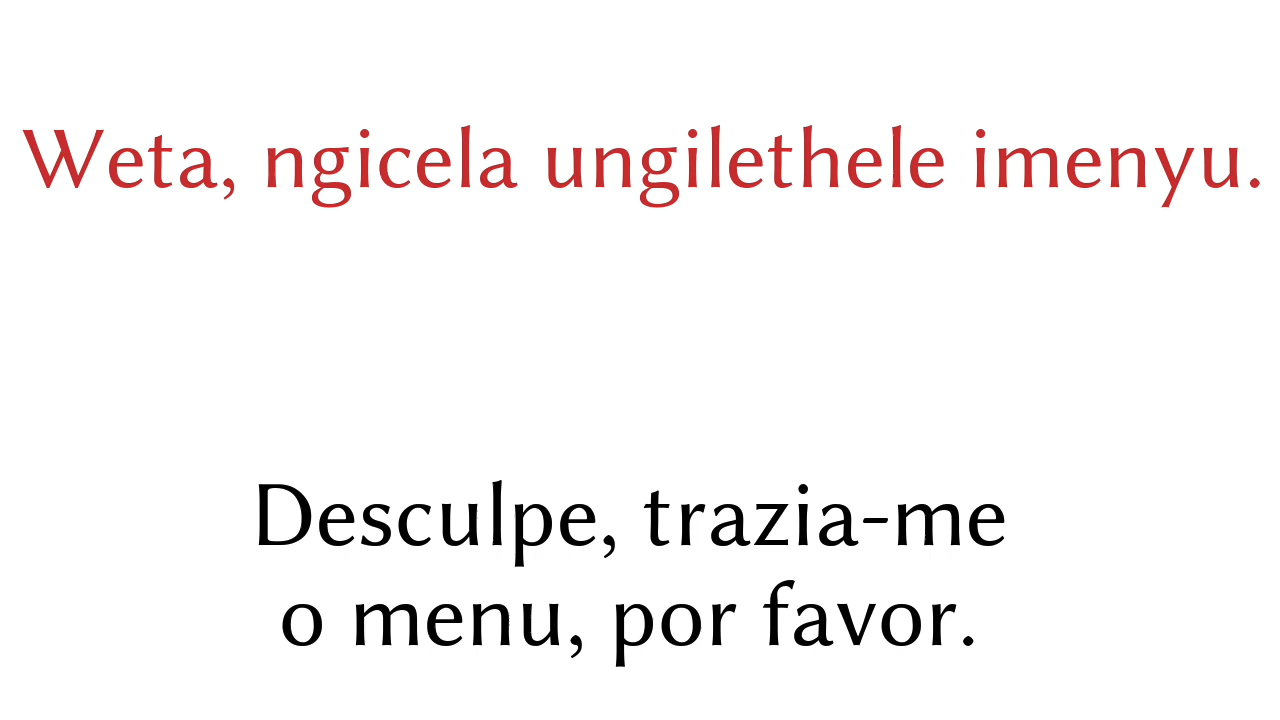 Weta, ngicela ungilethele imenyu.
Desculpe, trazia-me
o menu, por favor.